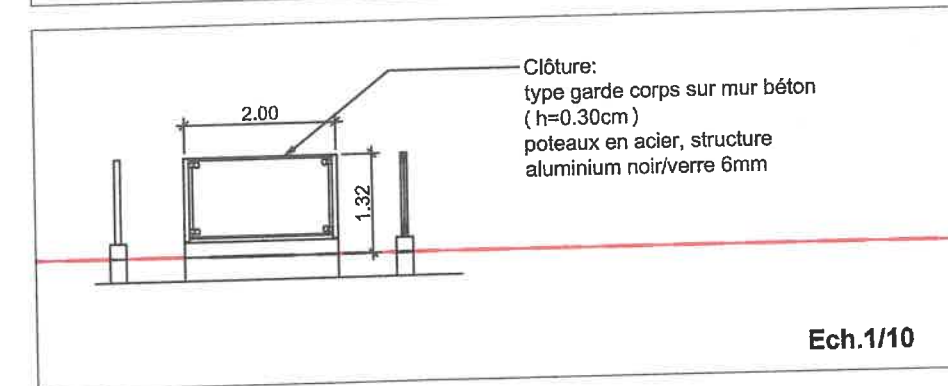 Clôture:
type garde corps sur mur béton
( h=0.30cm )
poteaux en acier, structure
aluminium noir/verre 6mm
2.00
1.32
Ech.1/10